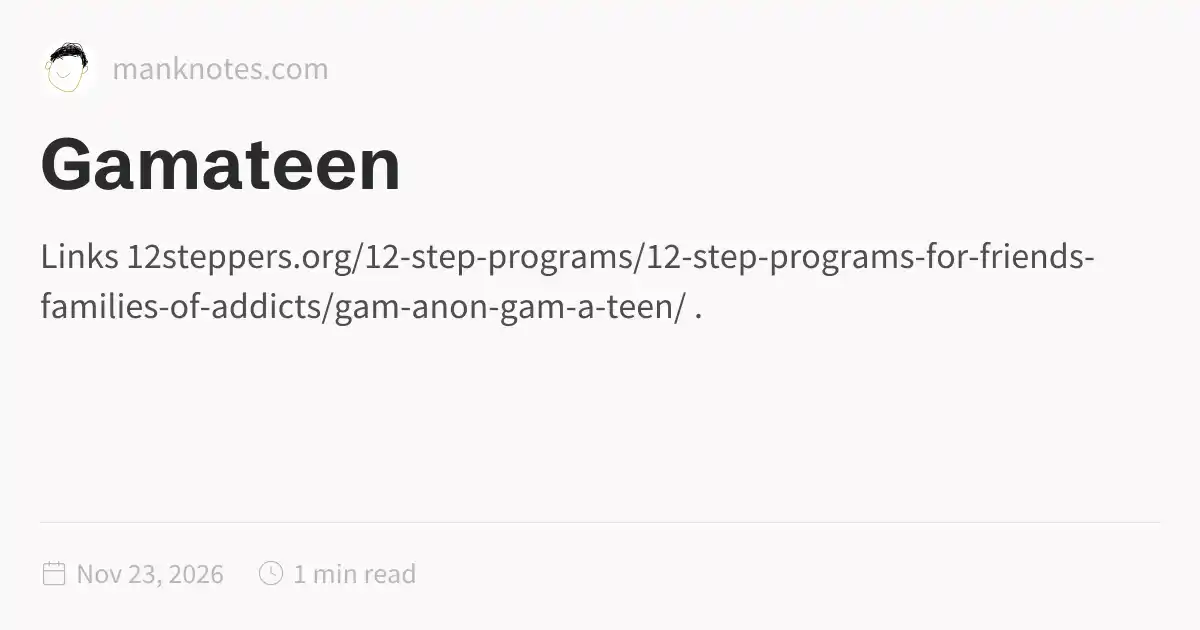 manknotes.com
Gamateen
Links 12steppers.org/12-step-programs/12-step-programs-for-friends-
families-of-addicts/gam-anon-gam-a-teen/ .
Nov 23, 2026 1 min read